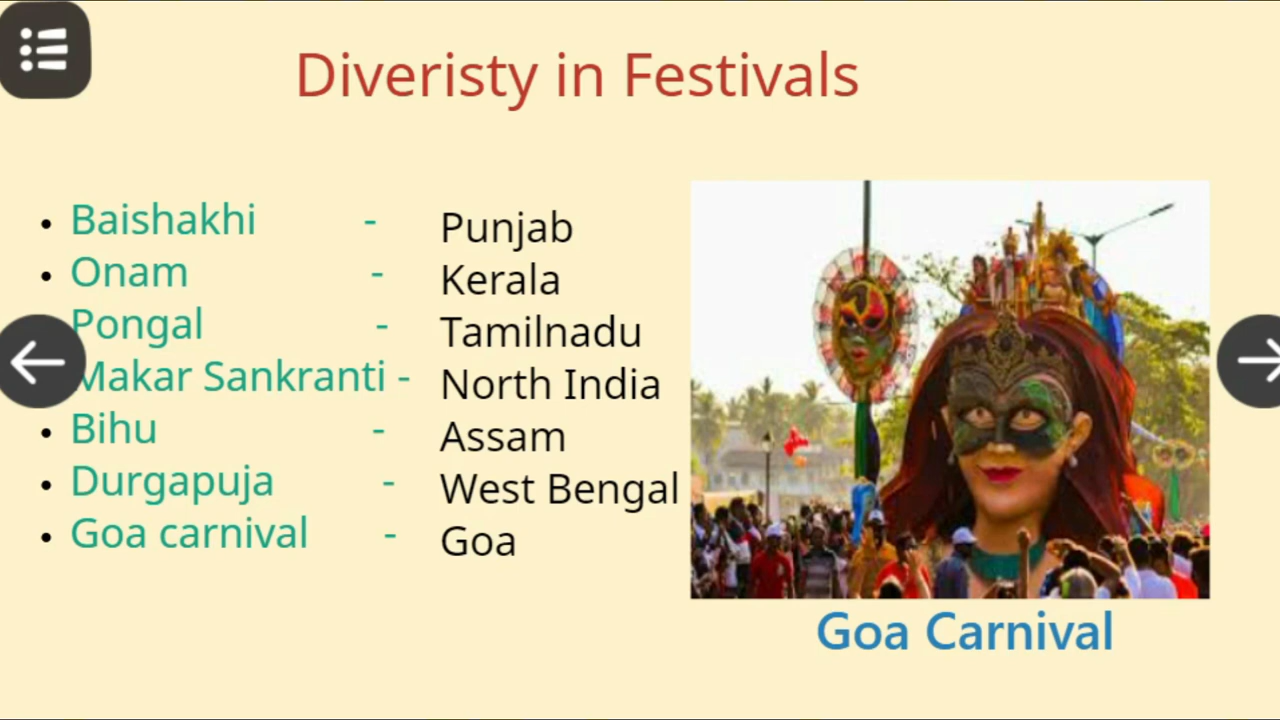 Diveristy in Festivals
Baishakhi - Punjab
Onam - Kerala
Pongal - Tamilnadu
Makar Sankranti - North India
Bihu - Assam
Durgapuja - West Bengal
Goa carnival - Goa
Goa Carnival